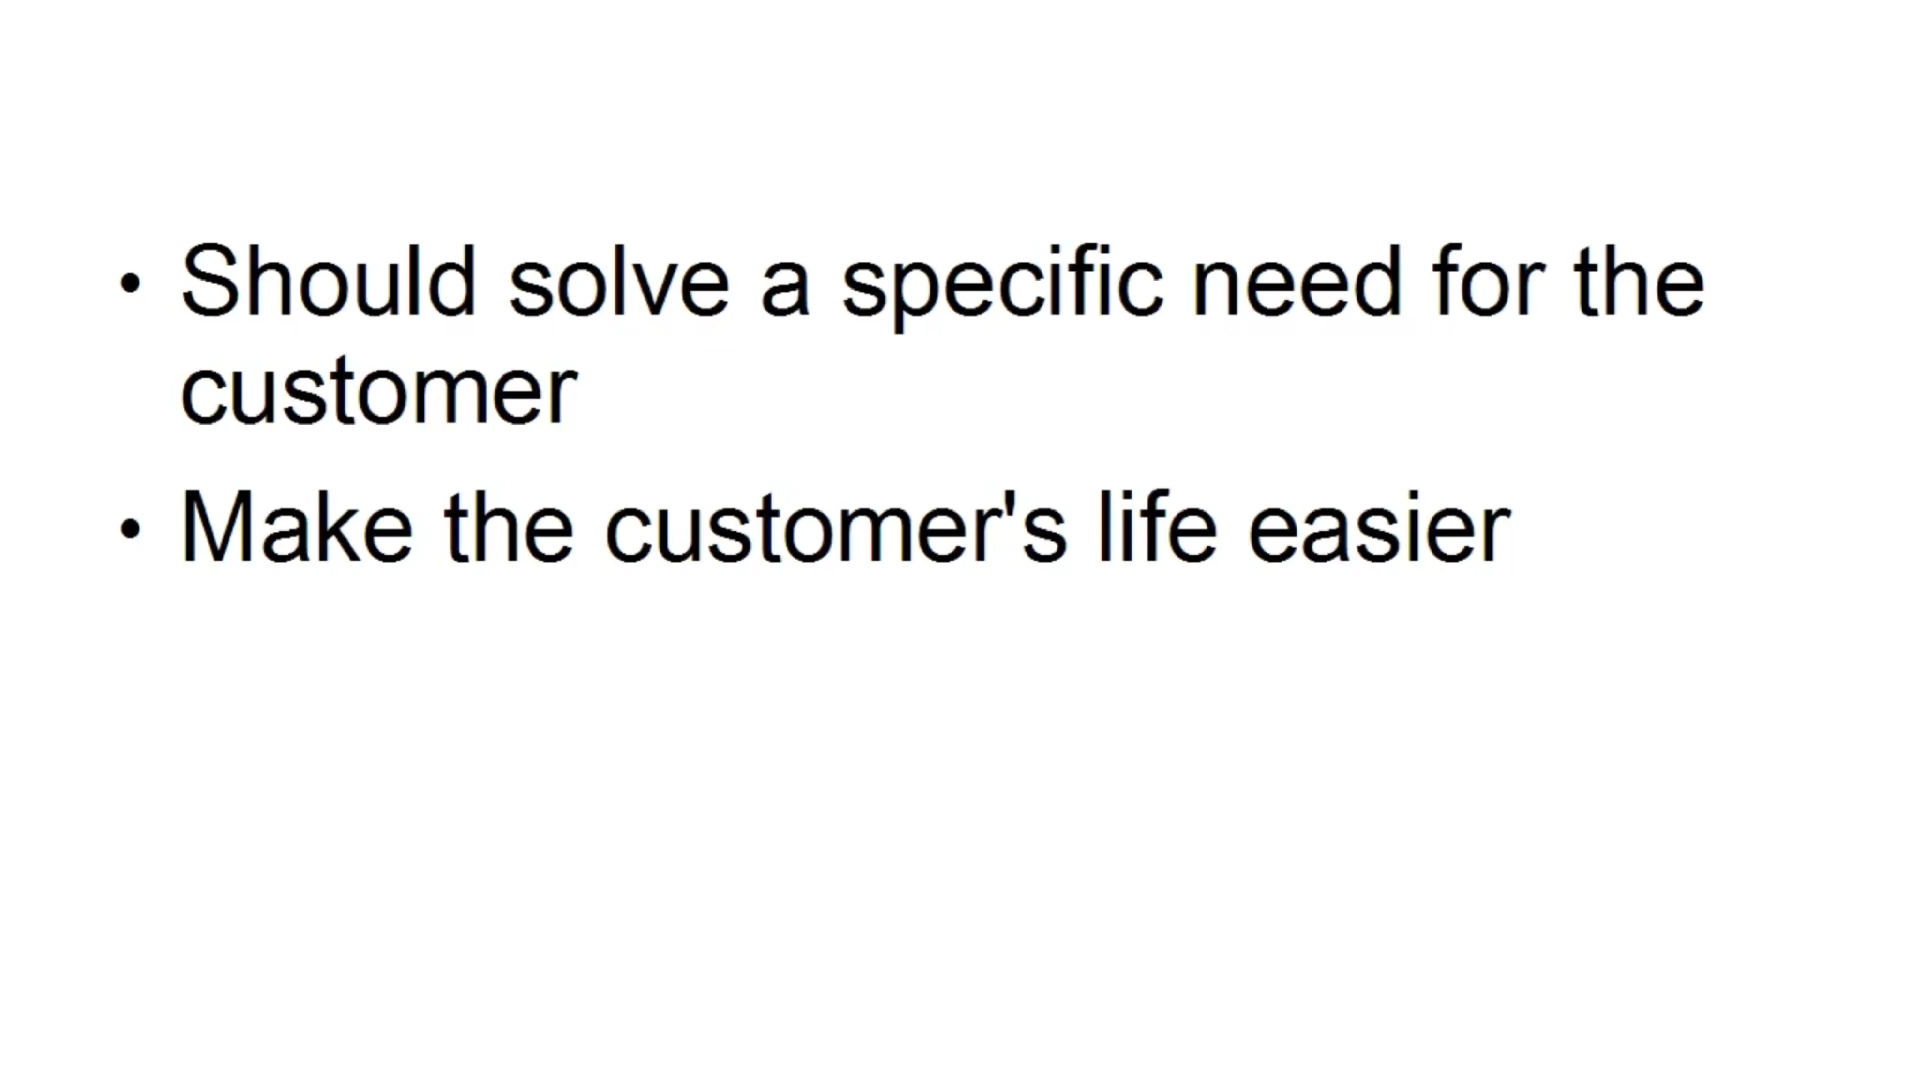 • Should solve a specific need for the
customer
• Make the customer's life easier